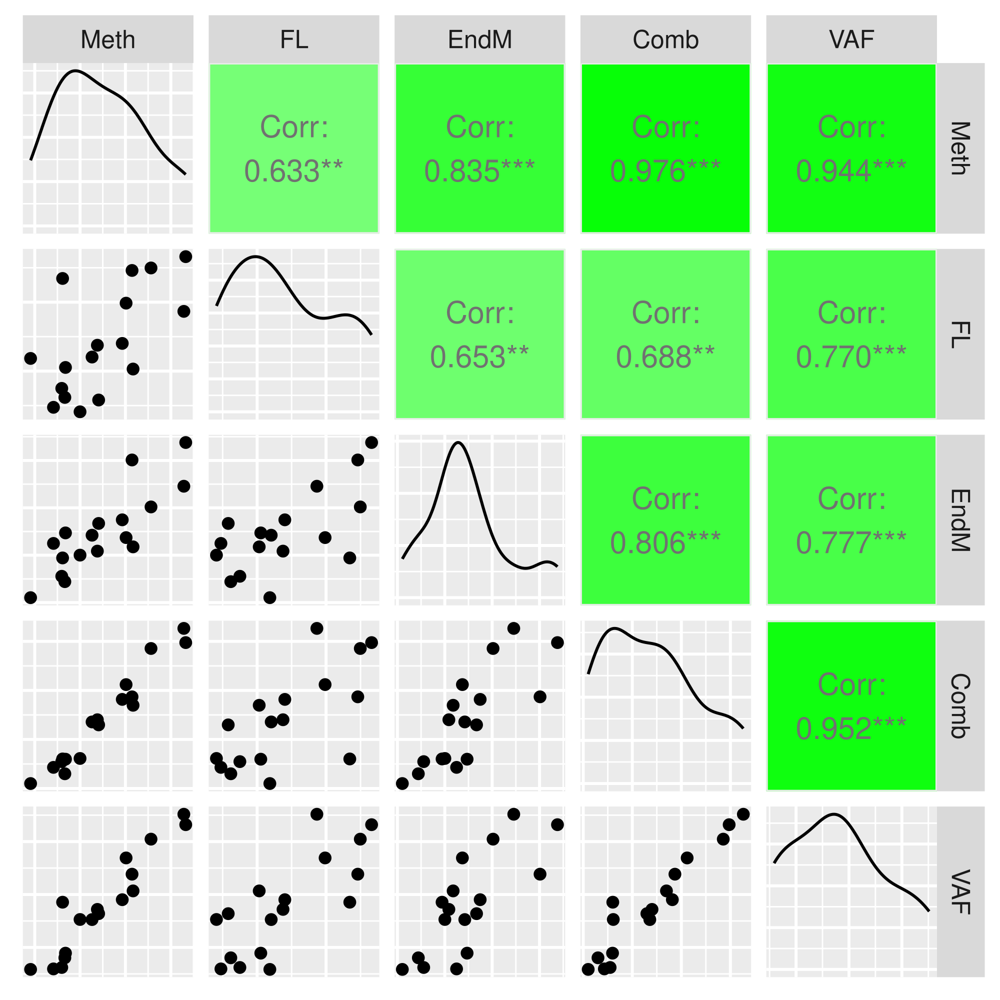 Meth FL EndM Comb VAF
Corr: Corr: Corr: Corr:
0.633** 0.835*** 0.976*** 0.944***
Meth
Corr: Corr: Corr:
0.653** 0.688** 0.770***
FL
Corr: Corr:
0.806*** 0.777***
EndM
Corr:
0.952***
Comb
VAF